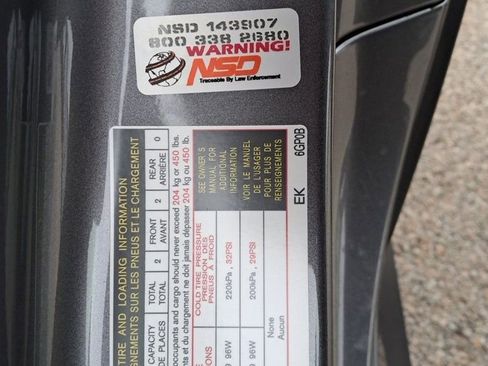 NSD 143907
800 338 2680
WARNING!
NSD
Traceable By Law Enforcement
TIRE AND LOADING INFORMATION
GNEMENTS SUR LES PNEUS ET LE CHARGEMENT
CAPACITY
DE PLACES
TOTAL
TOTAL
2
FRONT
AVANT
2
REAR
ARRIÈRE
0
occupants and cargo should never exceed 204 kg or 450 lbs.
et du chargement ne doit jamais dépasser 204 kg ou 450 lb.
COLD TIRE PRESSURE
PRESSION DES
PNEUS À FROID
SEE OWNER'S
MANUAL FOR
ADDITIONAL
INFORMATION
VOIR LE MANUEL
DE L'USAGER
POUR PLUS DE
RENSEIGNEMENTS
IONS
96W
220kPa, 32PSI
96W
200kPa, 29PSI
None
Aucun
EK
6GP0B